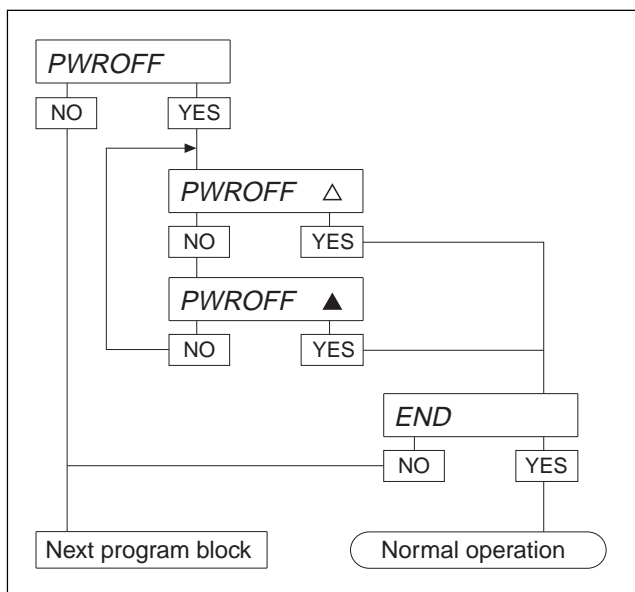 PWROFF
NO YES
PWROFF △
NO YES
PWROFF ▲
NO YES
END
NO YES
Next program block Normal operation